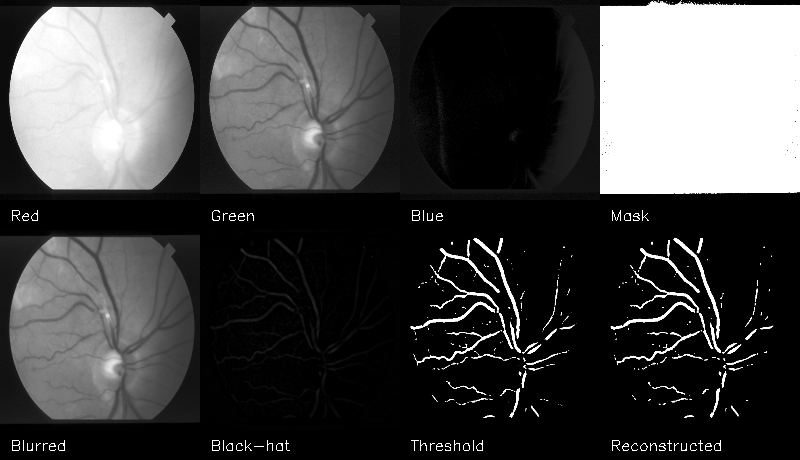 Red
Green
Blue
Mask
Blurred
Black-hat
Threshold
Reconstructed